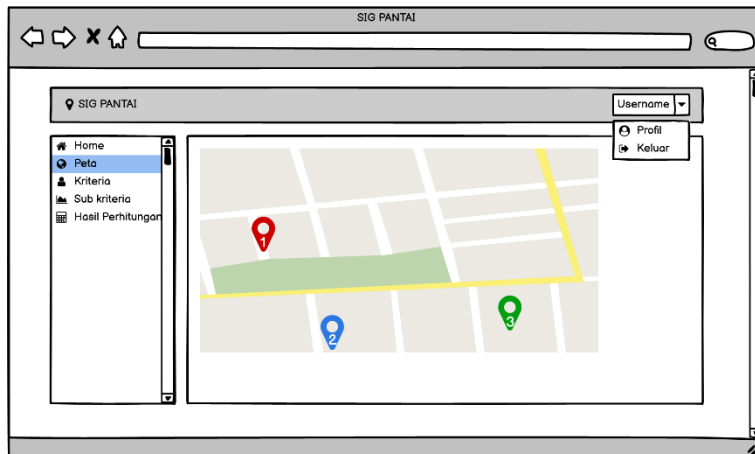 SIG PANTAI
SIG PANTAI
Username
Profil
Keluar
Home
Peta
Kriteria
Sub kriteria
Hasil Perhitungan
1
2
3